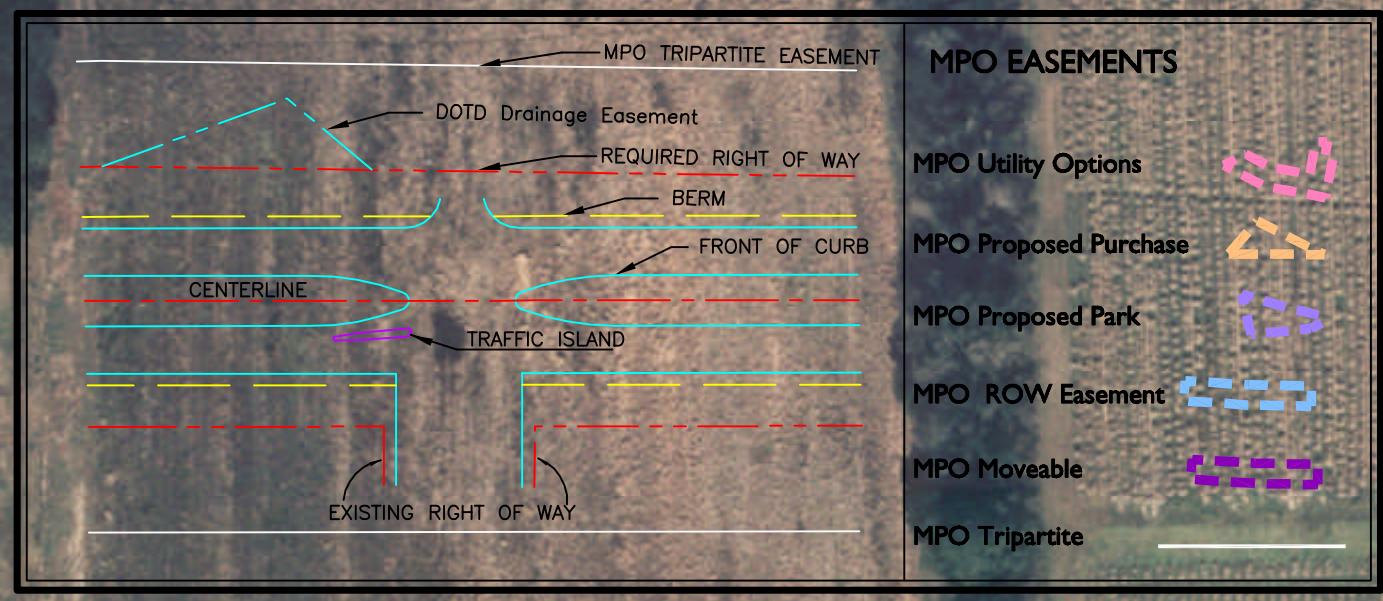 MPO TRIPARTITE EASEMENT
DOTD Drainage Easement
REQUIRED RIGHT OF WAY
BERM
FRONT OF CURB
CENTERLINE
TRAFFIC ISLAND
EXISTING RIGHT OF WAY
MPO EASEMENTS
MPO Utility Options
MPO Proposed Purchase
MPO Proposed Park
MPO ROW Easement
MPO Moveable
MPO Tripartite